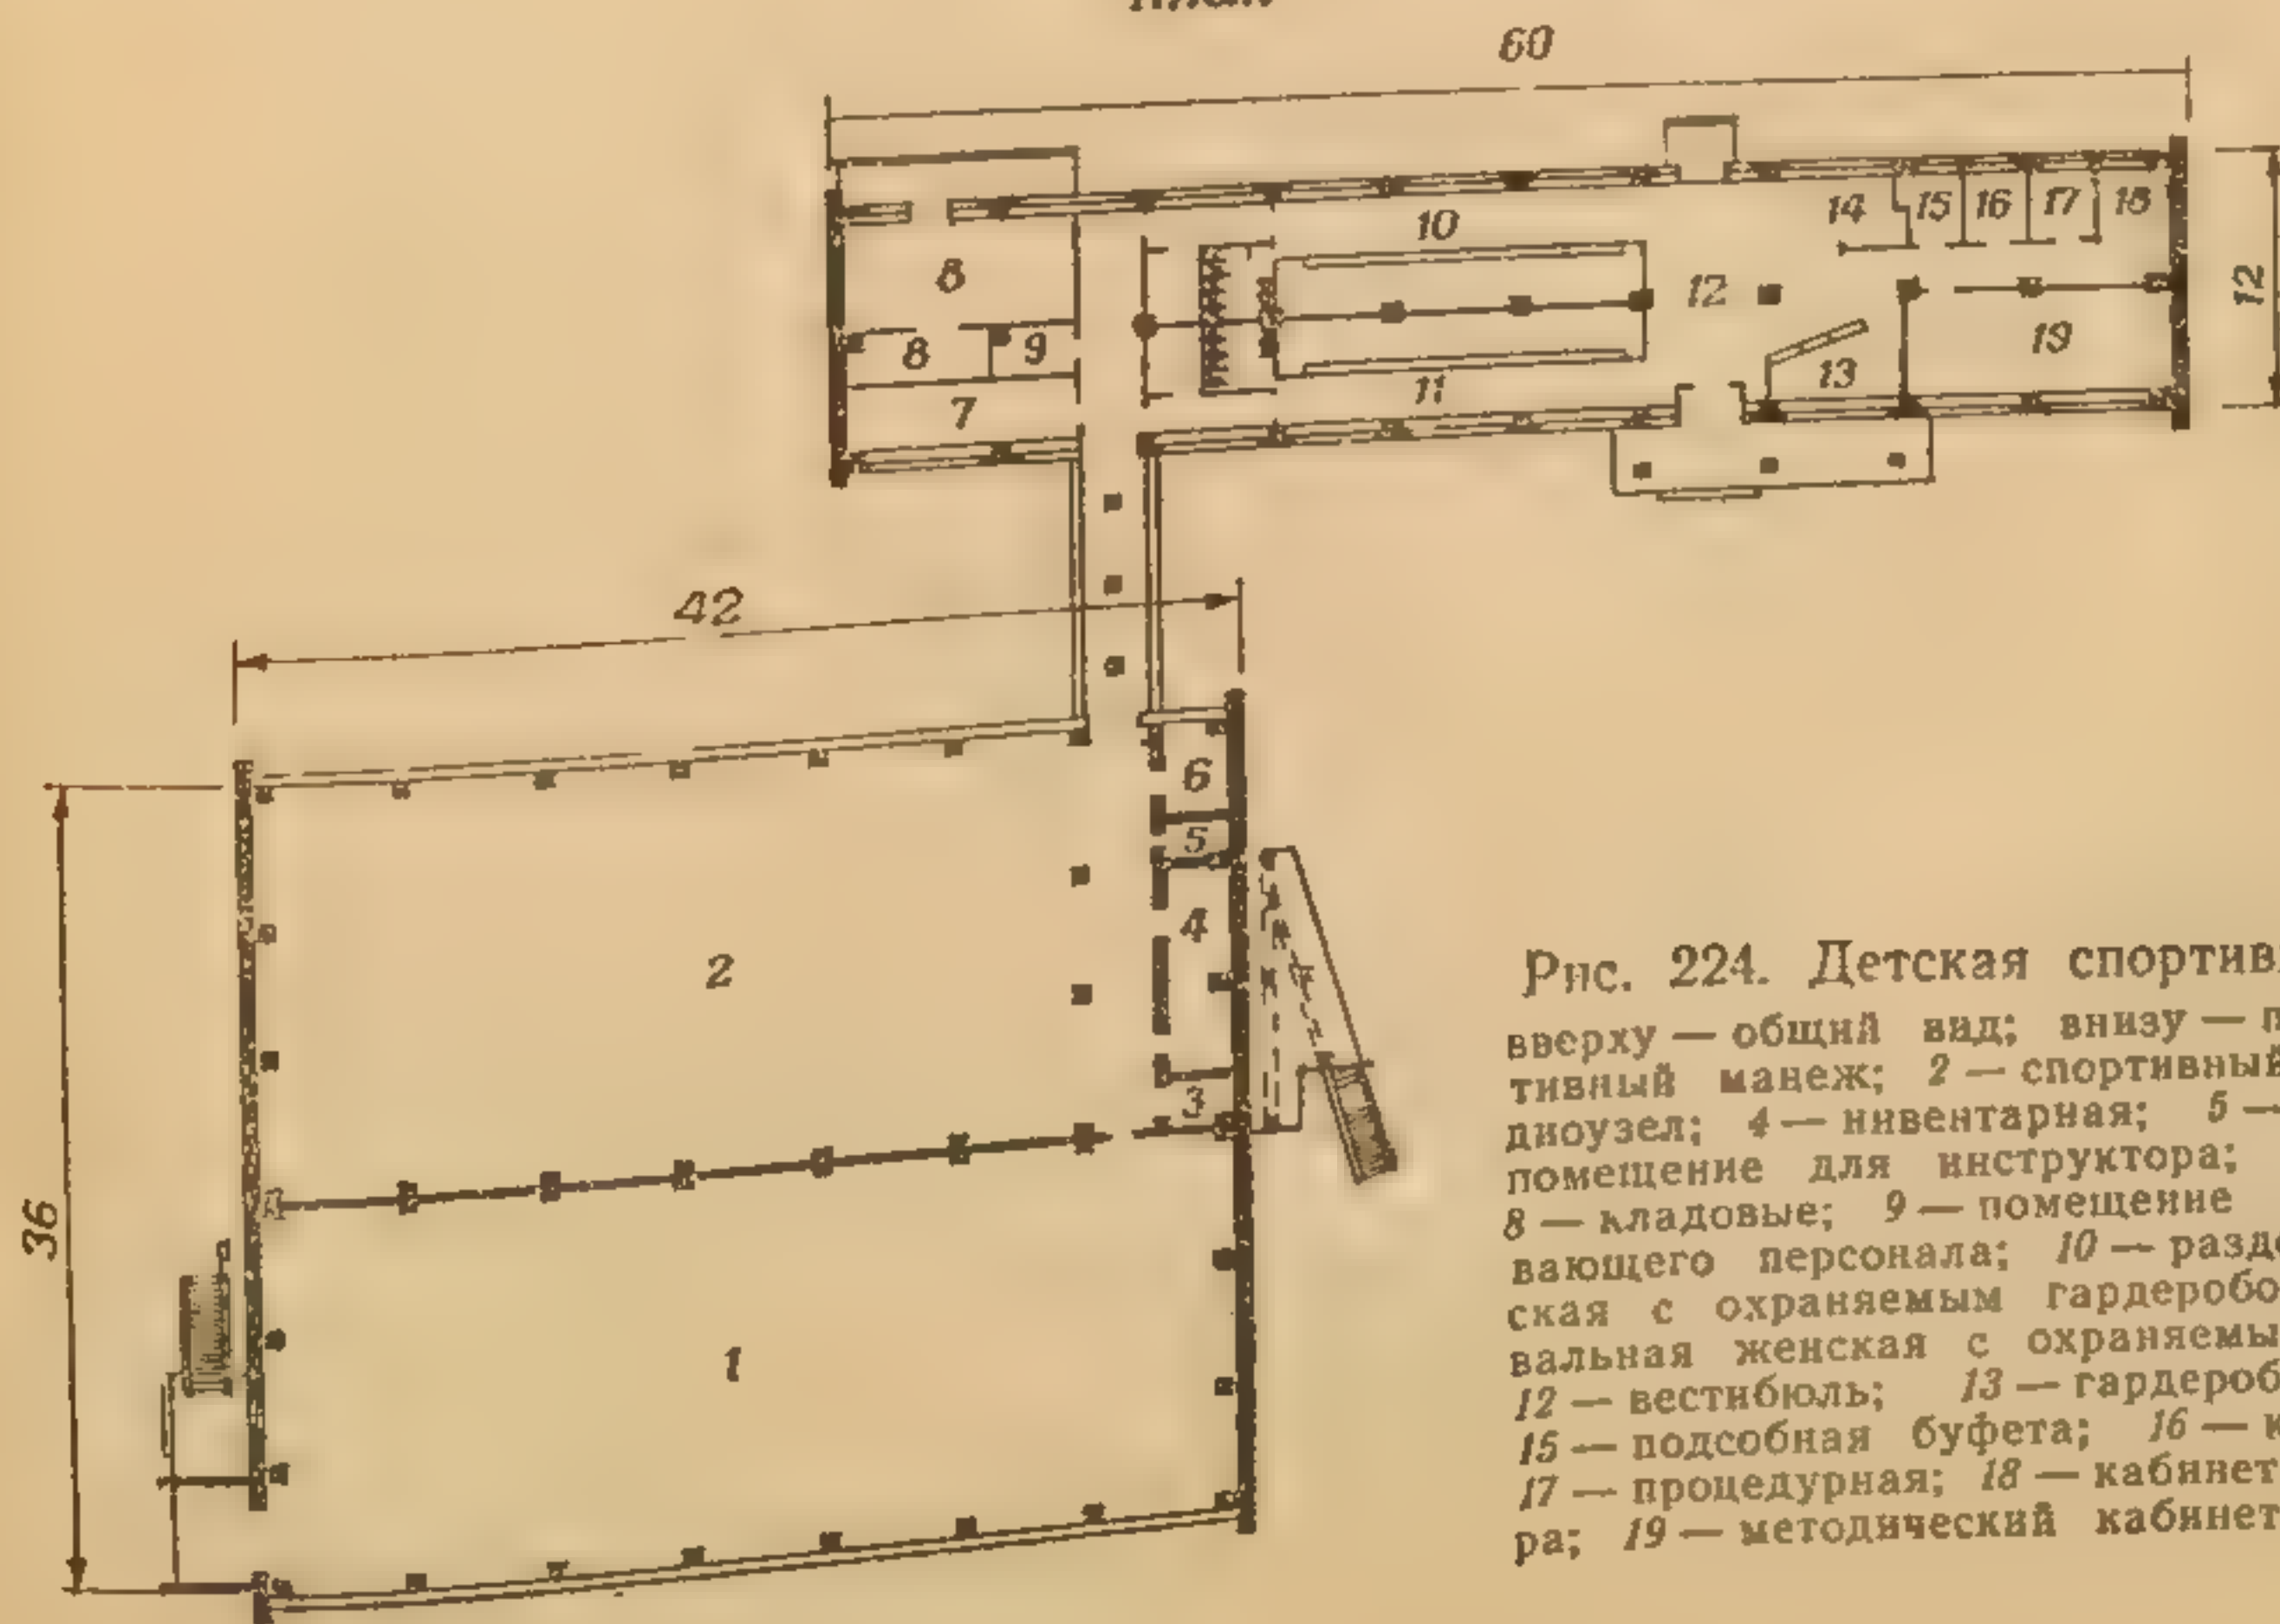 план
60
12
14 15 16 17 18
10
8
12
8 9
19
13
11
7
42
6
5
4
2
3
36
1
Рис. 224. Детская спортив
вверху — общий вид; внизу — п
тивный манеж; 2 — спортивный
диоузел; 4 — инвентарная; 5 —
помещение для инструктора;
8 — кладовые; 9 — помещение
вающего персонала; 10 — разде
ская с охраняемым гардеробо
вальная женская с охраняемы
12 — вестибюль; 13 — гардероб
15 — подсобная буфета; 16 — к
17 — процедурная; 18 — кабинет
ра; 19 — методический кабинет